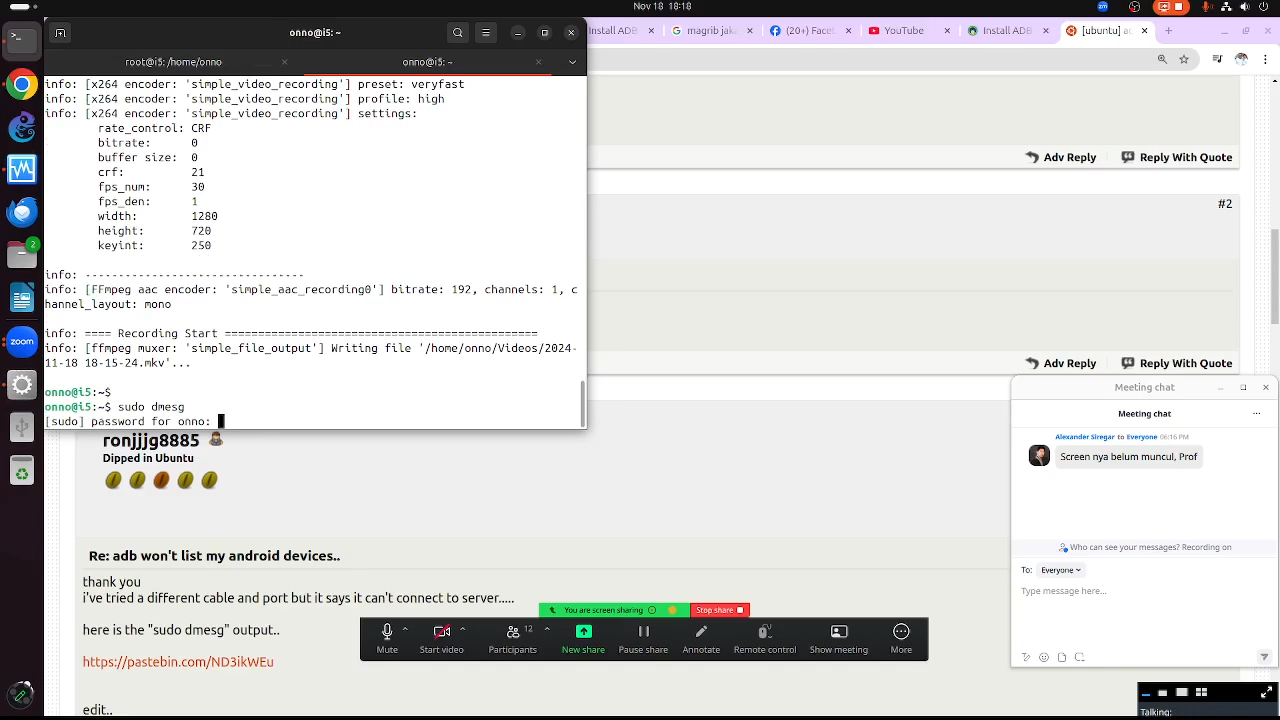 Nov 18 18:18
onno@i5: ~
root@i5: /home/onno
onno@i5: ~
Install ADB
magrib jaka
(20+) Face
YouTube
Install ADB
[ubuntu] a
info: [x264 encoder: 'simple_video_recording'] preset: veryfast
info: [x264 encoder: 'simple_video_recording'] profile: high
info: [x264 encoder: 'simple_video_recording'] settings:
rate_control: CRF
bitrate: 0
buffer size: 0
crf: 21
fps_num: 30
fps_den: 1
width: 1280
height: 720
keyint: 250
info: ---------------------------------
info: [FFmpeg aac encoder: 'simple_aac_recording0'] bitrate: 192, channels: 1, c
hannel_layout: mono
info: ==== Recording Start ===============================================
info: [ffmpeg muxer: 'simple_file_output'] Writing file '/home/onno/Videos/2024-
11-18 18-15-24.mkv'...
onno@i5:~$
onno@i5:~$ sudo dmesg
[sudo] password for onno:
Adv Reply Reply With Quote
#2
Adv Reply Reply With Quote
ronjjjg8885
Dipped in Ubuntu
Re: adb won't list my android devices..
thank you
i've tried a different cable and port but it says it can't connect to server.....
here is the "sudo dmesg" output..
https://pastebin.com/ND3ikWEu
edit..
2
zoom
zm
You are screen sharing
Stop share
12
Mute
Start video
Participants
New share
Pause share
Annotate
Remote control
Show meeting
More
Meeting chat
Meeting chat
Alexander Siregar to Everyone 06:16 PM
Screen nya belum muncul, Prof
Who can see your messages? Recording on
To: Everyone
Type message here...
Talking: